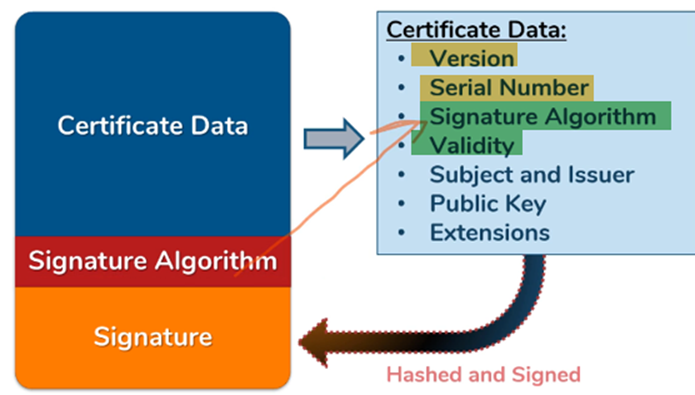 Certificate Data
Signature Algorithm
Signature
Certificate Data:
• Version
• Serial Number
• Signature Algorithm
• Validity
• Subject and Issuer
• Public Key
• Extensions
Hashed and Signed